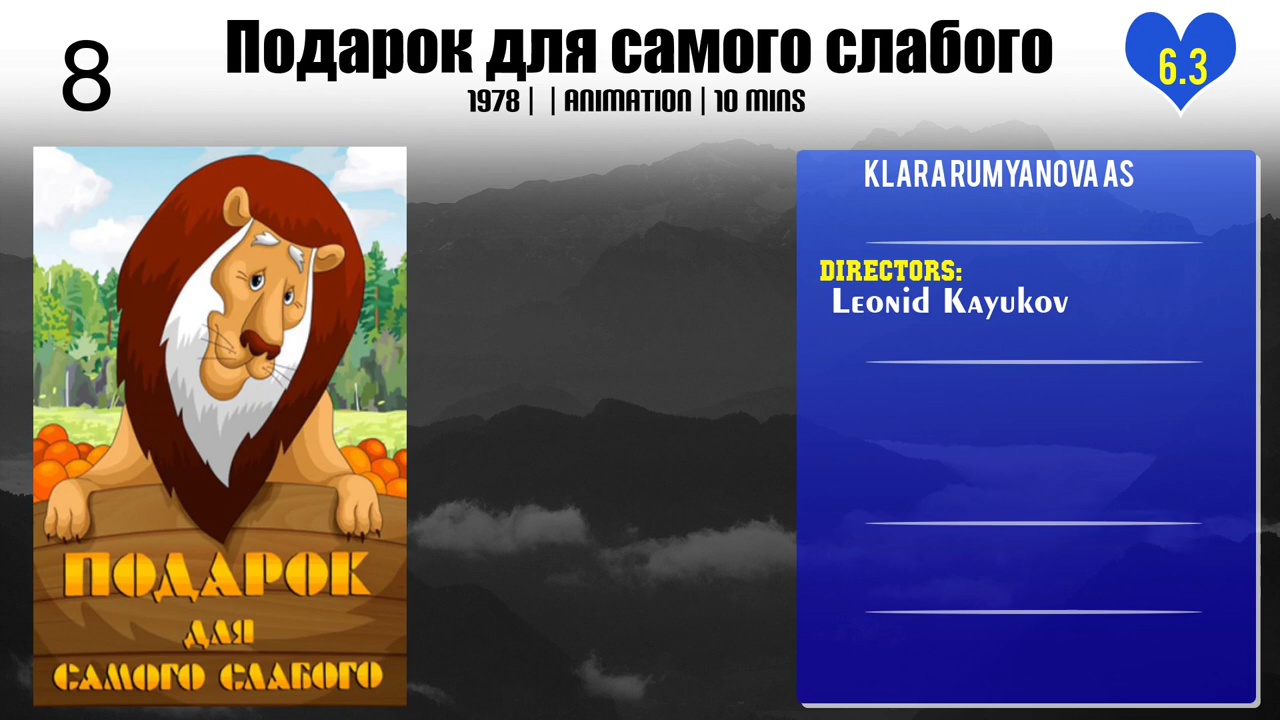 8
Подарок для самого слабого
6.3
1978 | | ANIMATION | 10 MINS
KLARA RUMYANOVA AS
DIRECTORS:
Leonid Kayukov
ПОДАРОК
ДЛЯ
САМОГО СЛАБОГО